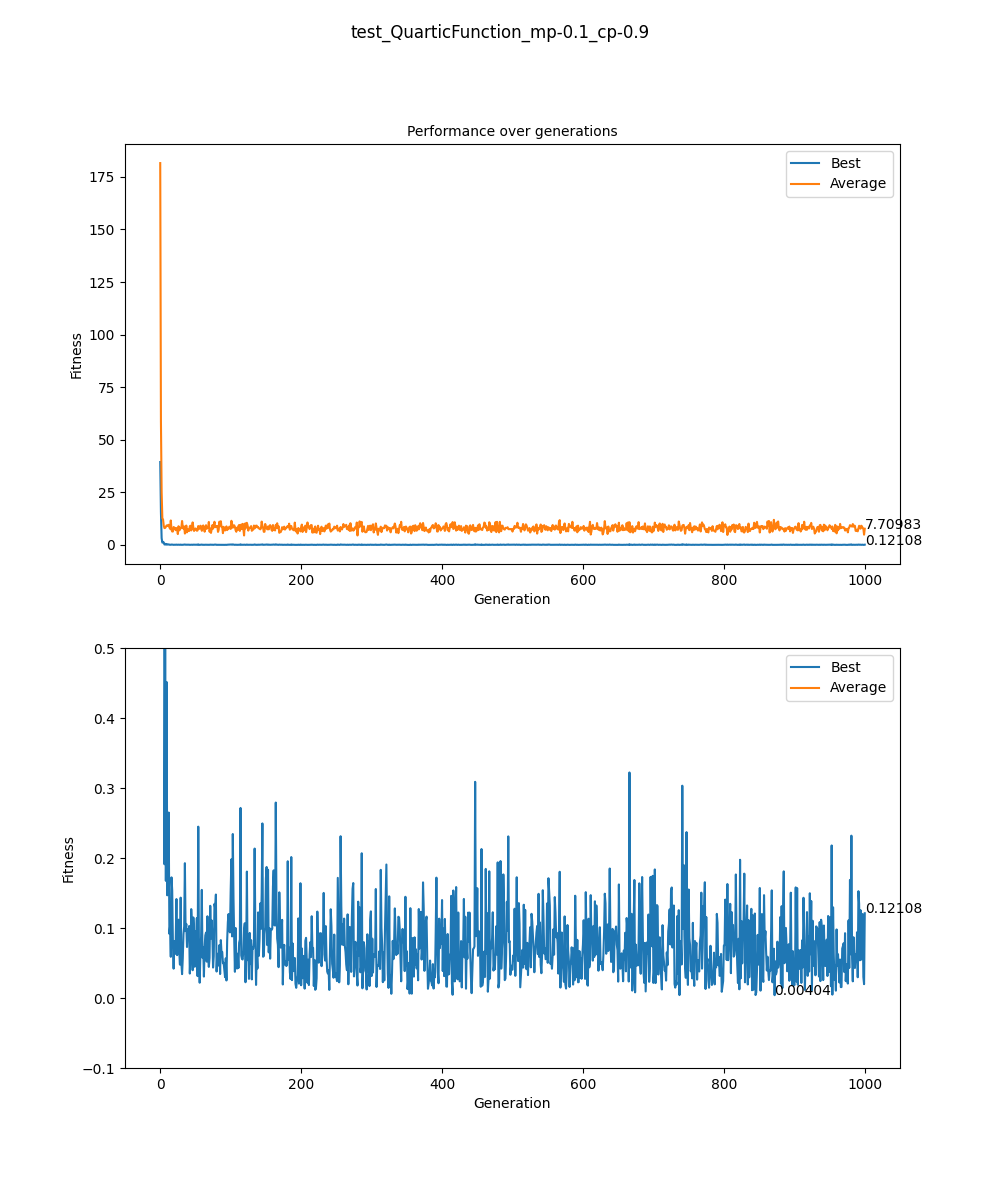 test_QuarticFunction_mp-0.1_cp-0.9
Performance over generations
Best
Average
175
150
125
100
75
50
25
0
Fitness
7.70983
0.12108
0 200 400 600 800 1000
Generation
Best
Average
0.5
0.4
0.3
0.2
0.1
0.0
−0.1
Fitness
0.12108
0.00404
0 200 400 600 800 1000
Generation